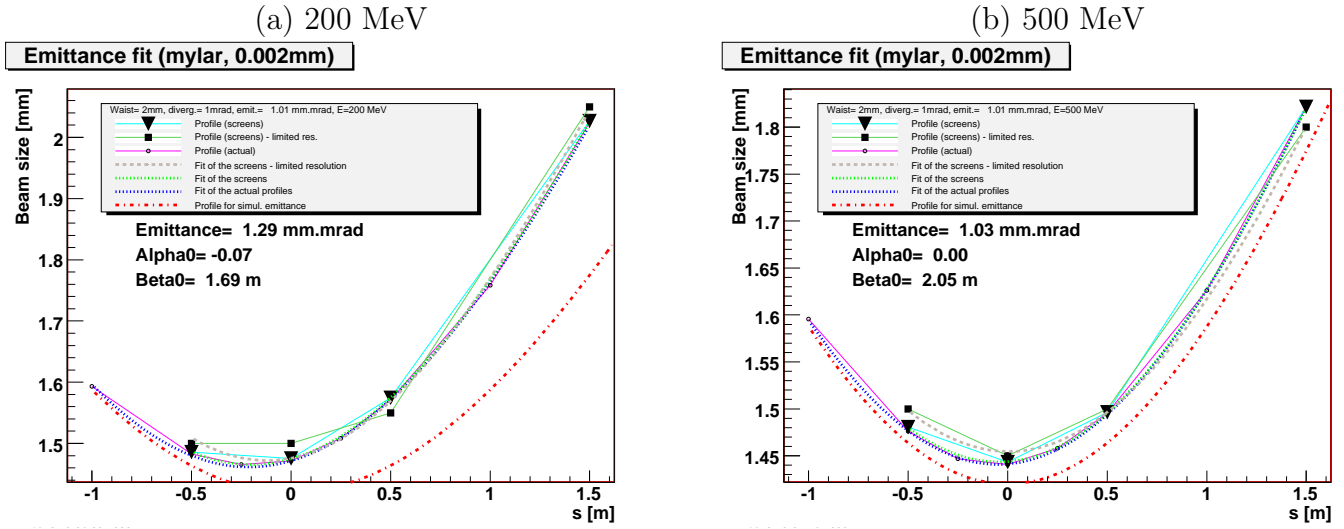 (a) 200 MeV
Emittance fit (mylar, 0.002mm)
Beam size [mm]
2
1.9
1.8
1.7
1.6
1.5
Waist= 2mm, diverg.= 1mrad, emit.= 1.01 mm.mrad, E=200 MeV
Profile (screens)
Profile (screens) - limited res.
Profile (actual)
Fit of the screens - limited resolution
Fit of the screens
Fit of the actual profiles
Profile for simul. emittance
Emittance= 1.29 mm.mrad
Alpha0= -0.07
Beta0= 1.69 m
-1 -0.5 0 0.5 1 1.5
s [m]
(b) 500 MeV
Emittance fit (mylar, 0.002mm)
Beam size [mm]
1.8
1.75
1.7
1.65
1.6
1.55
1.5
1.45
Waist= 2mm, diverg.= 1mrad, emit.= 1.01 mm.mrad, E=500 MeV
Profile (screens)
Profile (screens) - limited res.
Profile (actual)
Fit of the screens - limited resolution
Fit of the screens
Fit of the actual profiles
Profile for simul. emittance
Emittance= 1.03 mm.mrad
Alpha0= 0.00
Beta0= 2.05 m
-1 -0.5 0 0.5 1 1.5
s [m]